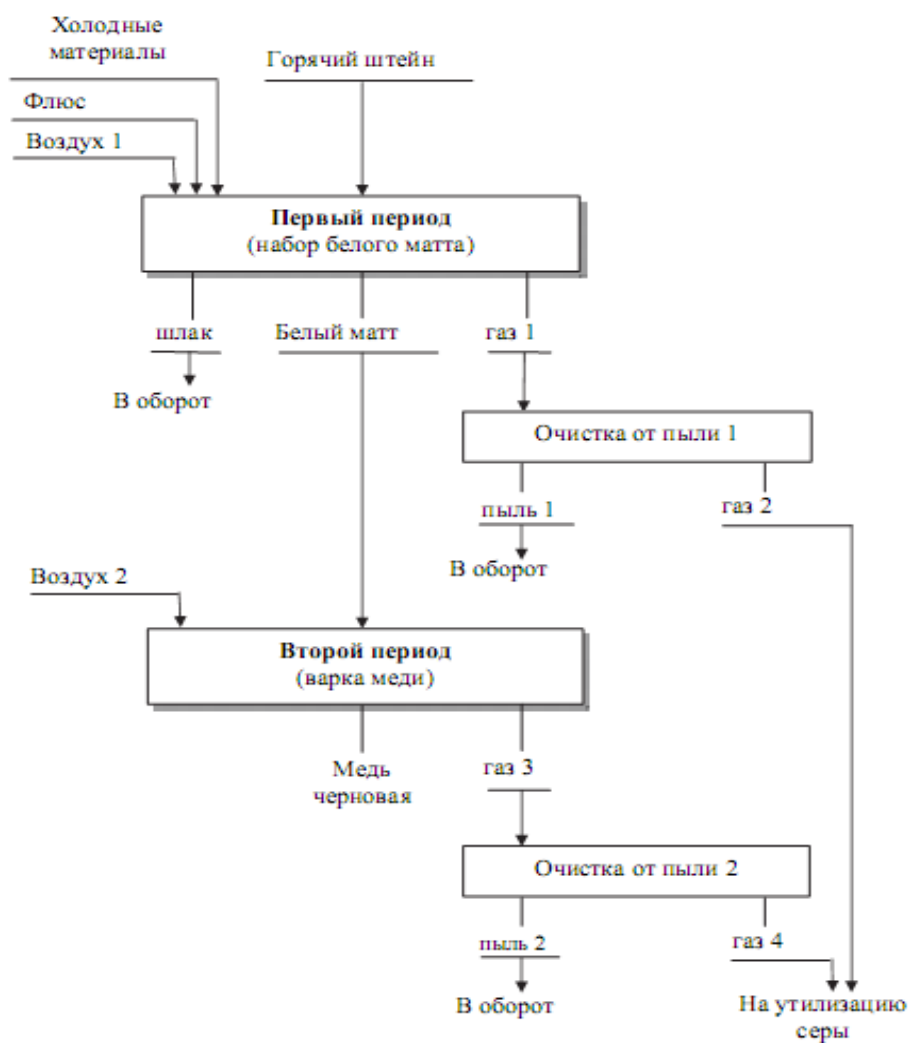 Холодные
материалы
Горячий штейн
Флюс
Воздух 1
Первый период
(набор белого матта)
шлак
Белый матт
газ 1
В оборот
Очистка от пыли 1
пыль 1
газ 2
В оборот
Воздух 2
Второй период
(варка меди)
Медь
черновая
газ 3
Очистка от пыли 2
пыль 2
газ 4
В оборот
На утилизацию
серы